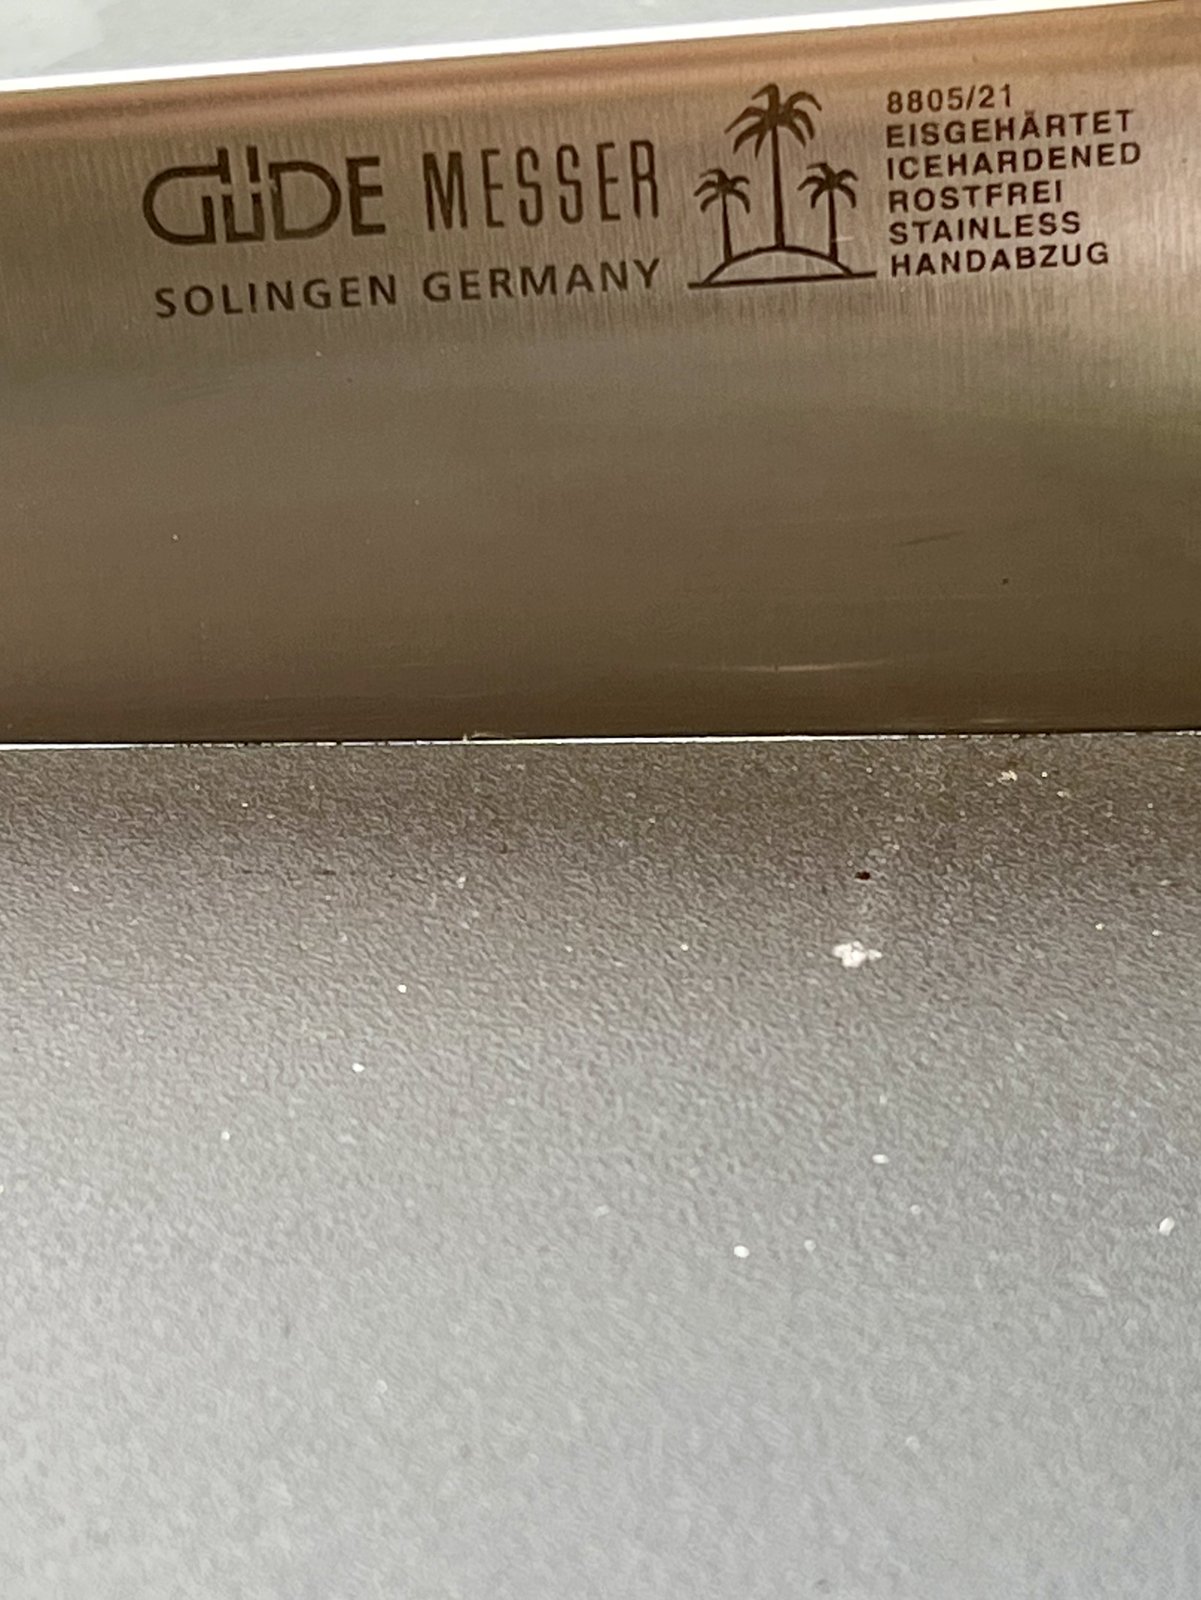 GÜDE MESSER
SOLINGEN GERMANY
8805/21
EISGEHÄRTET
ICEHARDENED
ROSTFREI
STAINLESS
HANDABZUG